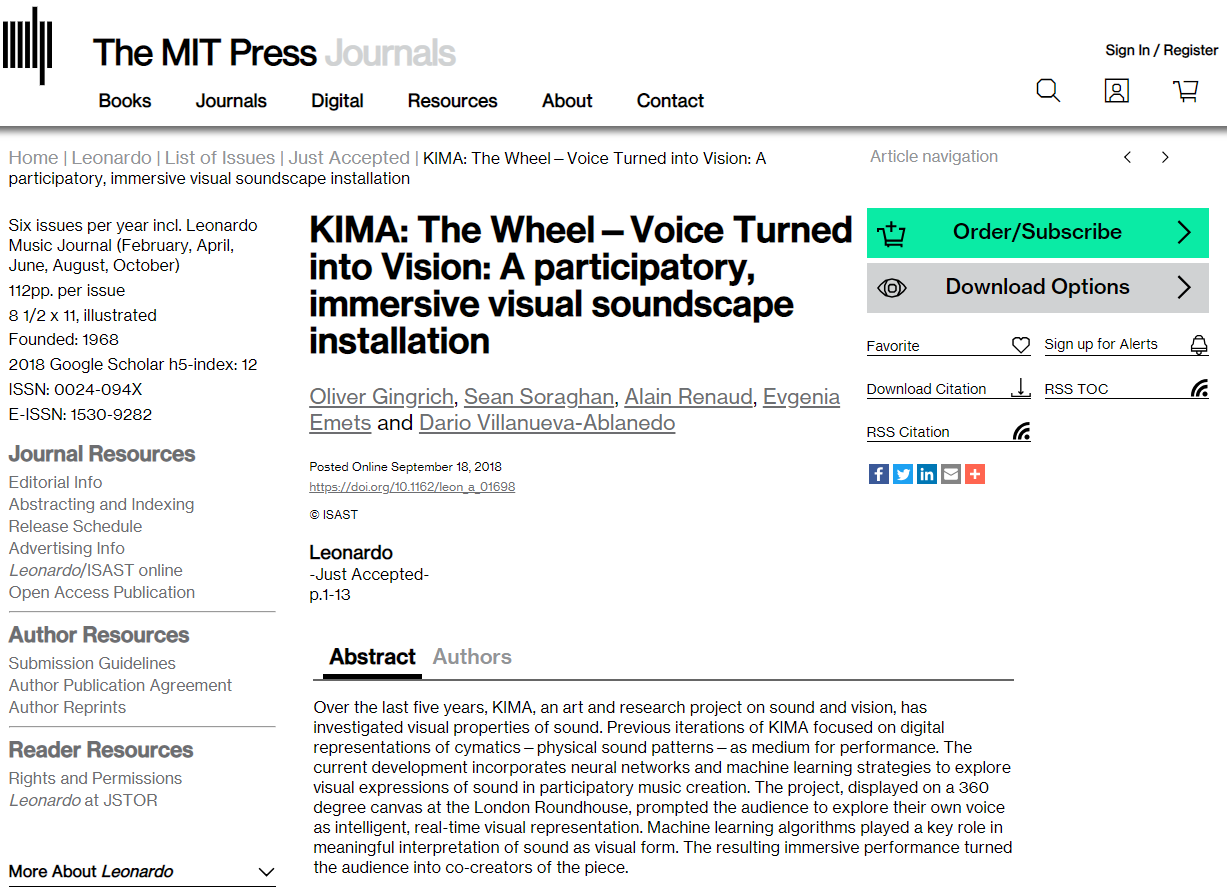 The MIT Press Journals
Sign In / Register
Books Journals Digital Resources About Contact
Home | Leonardo | List of Issues | Just Accepted | KIMA: The Wheel – Voice Turned into Vision: A
participatory, immersive visual soundscape installation
Article navigation
Six issues per year incl. Leonardo
Music Journal (February, April,
June, August, October)
112pp. per issue
8 1/2 x 11, illustrated
Founded: 1968
2018 Google Scholar h5-index: 12
ISSN: 0024-094X
E-ISSN: 1530-9282
Journal Resources
Editorial Info
Abstracting and Indexing
Release Schedule
Advertising Info
Leonardo/ISAST online
Open Access Publication
Author Resources
Submission Guidelines
Author Publication Agreement
Author Reprints
Reader Resources
Rights and Permissions
Leonardo at JSTOR
More About Leonardo
KIMA: The Wheel – Voice Turned
into Vision: A participatory,
immersive visual soundscape
installation
Oliver Gingrich, Sean Soraghan, Alain Renaud, Evgenia
Emets and Dario Villanueva-Ablanedo
Posted Online September 18, 2018
https://doi.org/10.1162/leon_a_01698
© ISAST
Leonardo
-Just Accepted-
p.1-13
Abstract Authors
Over the last five years, KIMA, an art and research project on sound and vision, has
investigated visual properties of sound. Previous iterations of KIMA focused on digital
representations of cymatics – physical sound patterns – as medium for performance. The
current development incorporates neural networks and machine learning strategies to explore
visual expressions of sound in participatory music creation. The project, displayed on a 360
degree canvas at the London Roundhouse, prompted the audience to explore their own voice
as intelligent, real-time visual representation. Machine learning algorithms played a key role in
meaningful interpretation of sound as visual form. The resulting immersive performance turned
the audience into co-creators of the piece.
Order/Subscribe
Download Options
Favorite
Sign up for Alerts
Download Citation
RSS TOC
RSS Citation